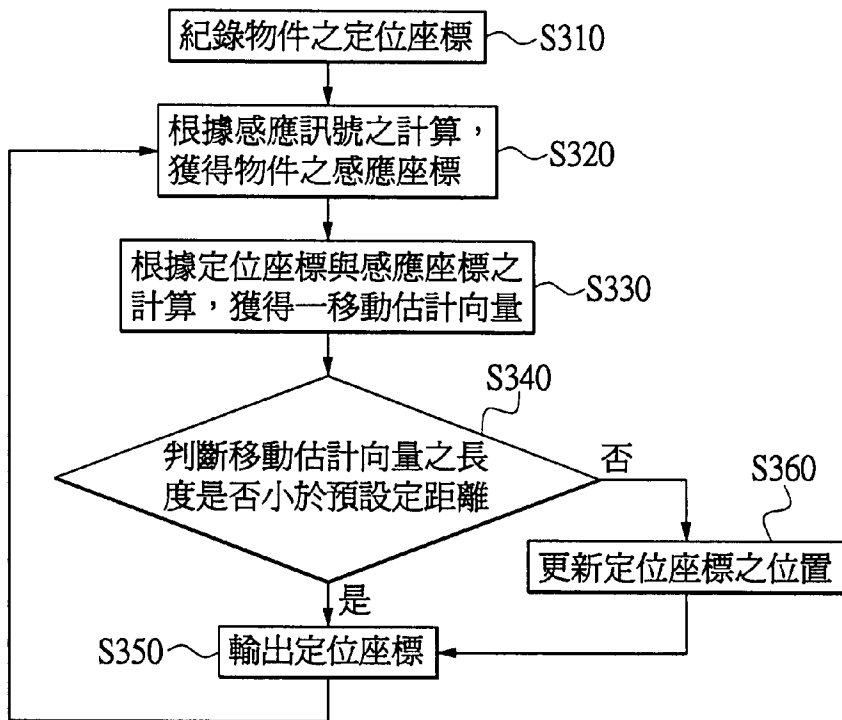 紀錄物件之定位座標
S310
根據感應訊號之計算，
獲得物件之感應座標
S320
根據定位座標與感應座標之
計算，獲得一移動估計向量
S330
S340
判斷移動估計向量之長
度是否小於預設定距離
否
S360
更新定位座標之位置
是
S350
輸出定位座標